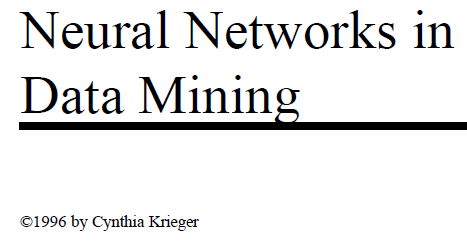 Neural Networks in
Data Mining
©1996 by Cynthia Krieger